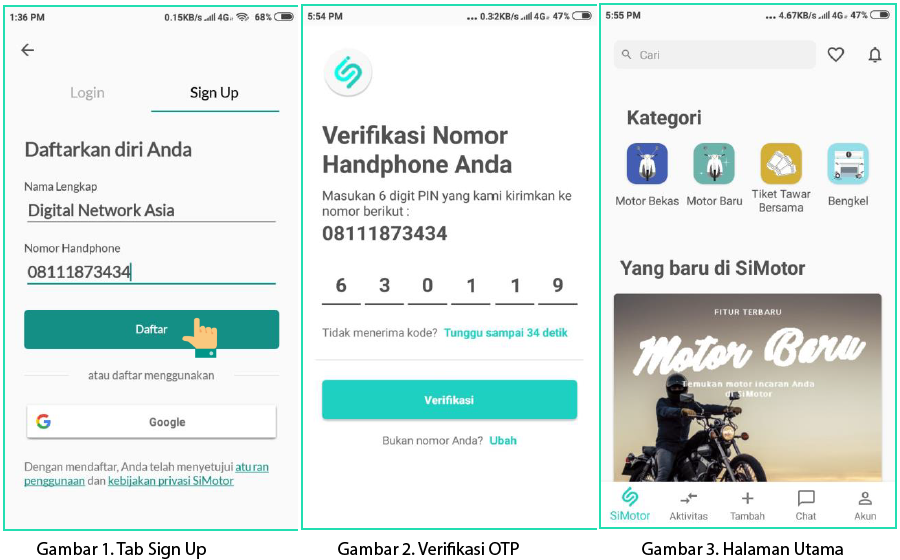 1:36 PM
0.15KB/s 4G 68%
Login
Sign Up
Daftarkan diri Anda
Nama Lengkap
Digital Network Asia
Nomor Handphone
08111873434
Daftar
atau daftar menggunakan
G Google
Dengan mendaftar, Anda telah menyetujui aturan
penggunaan dan kebijakan privasi SiMotor
Gambar 1. Tab Sign Up
5:54 PM
... 0.32KB/s 4G 47%
Verifikasi Nomor
Handphone Anda
Masukan 6 digit PIN yang kami kirimkan ke
nomor berikut :
08111873434
6 3 0 1 1 9
Tidak menerima kode? Tunggu sampai 34 detik
Verifikasi
Bukan nomor Anda? Ubah
Gambar 2. Verifikasi OTP
5:55 PM
... 4.67KB/s 4G 47%
Cari
Kategori
Motor Bekas
Motor Baru
Tiket Tawar
Bersama
Bengkel
Yang baru di SiMotor
FITUR TERBARU
Motor Baru
Temukan motor incaran Anda
di SiMotor
SiMotor
Aktivitas
Tambah
Chat
Akun
Gambar 3. Halaman Utama